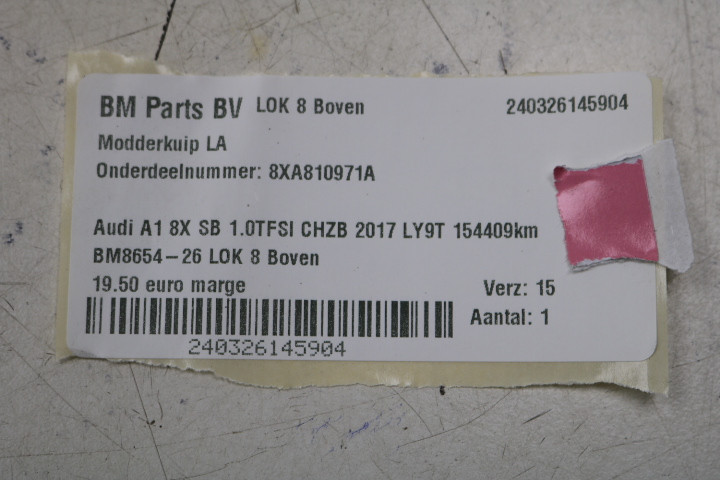 BM Parts BV LOK 8 Boven 240326145904
Modderkuip LA
Onderdeelnummer: 8XA810971A
Audi A1 8X SB 1.0TFSI CHZB 2017 LY9T 154409km
BM8654-26 LOK 8 Boven
19.50 euro marge Verz: 15
Aantal: 1
240326145904